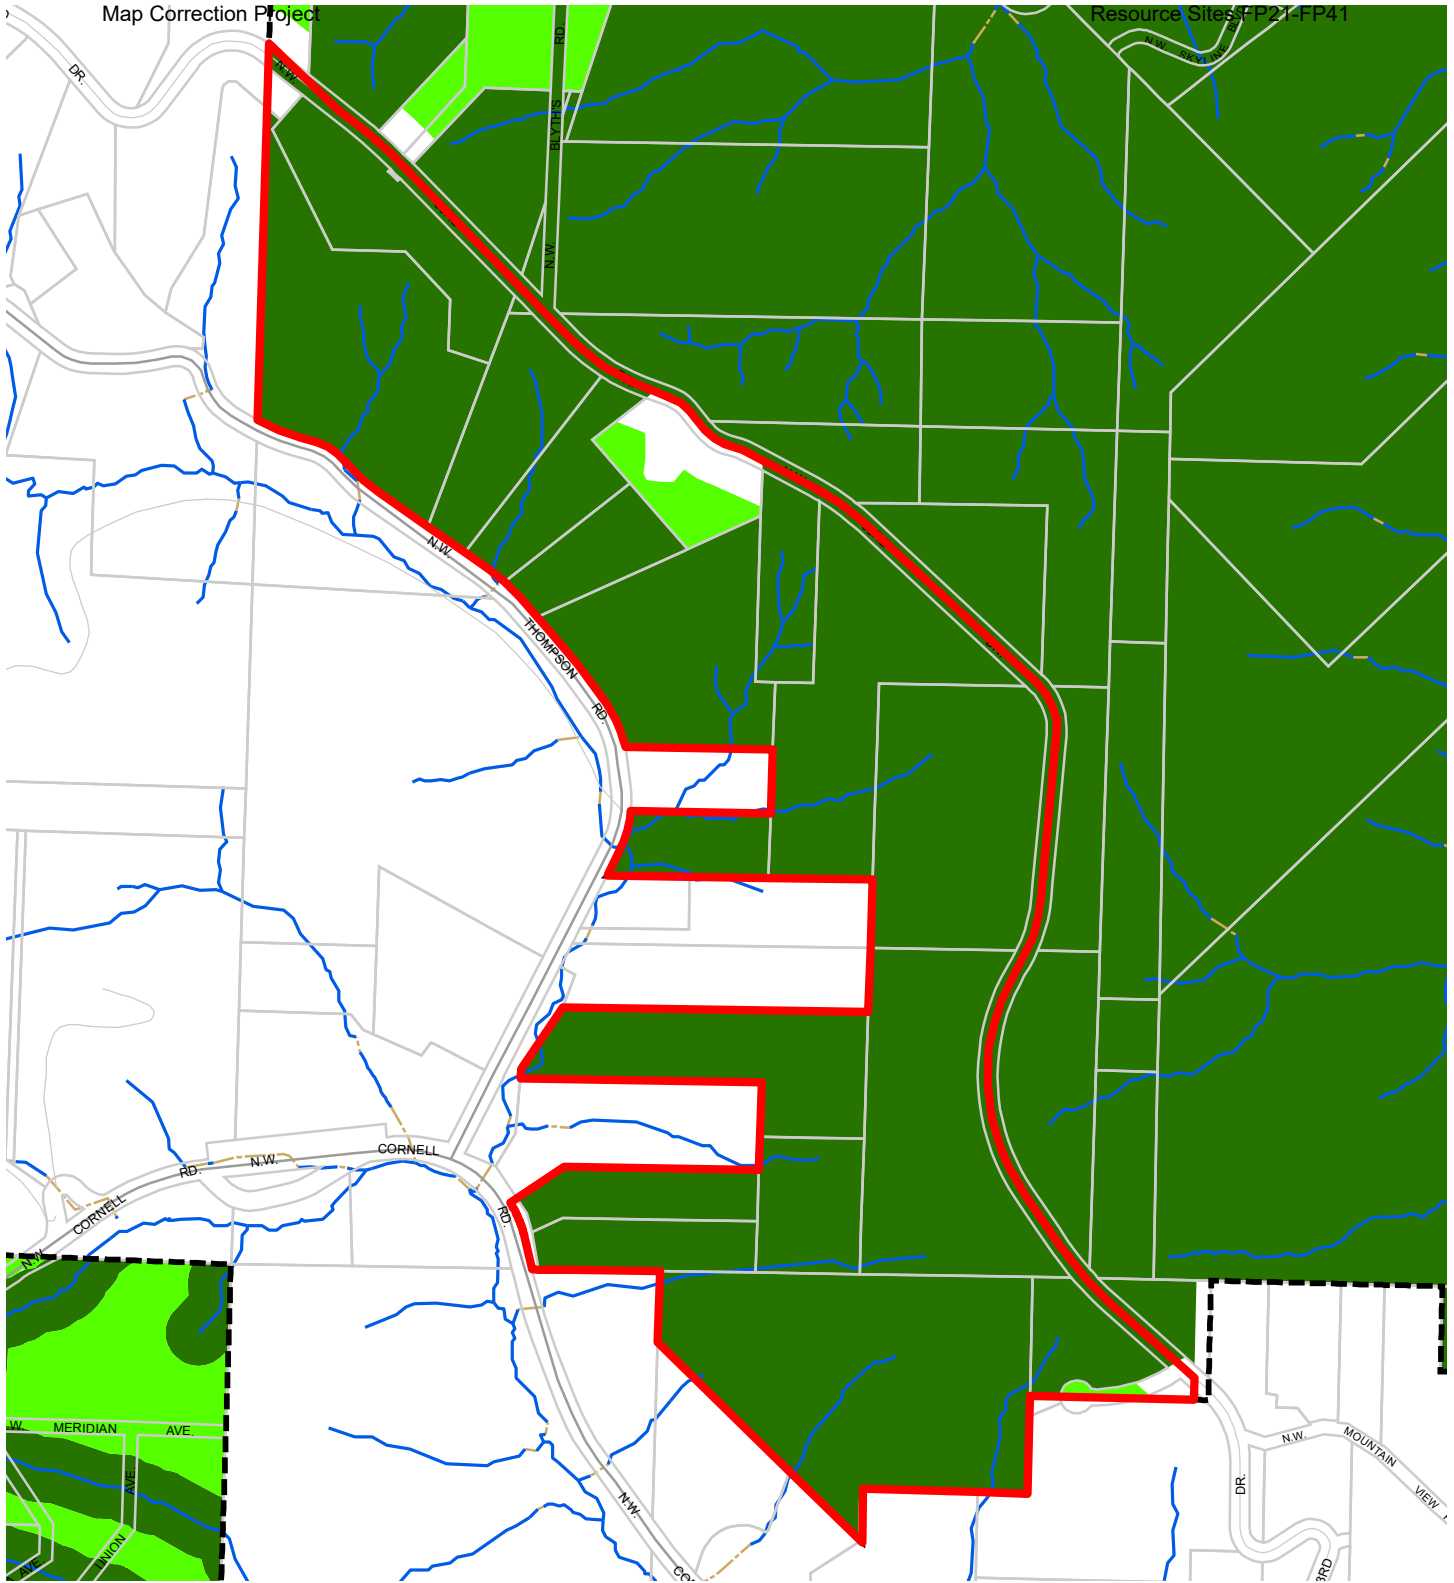 Map Correction Project
Resource Sites FP21-FP41
RD.
N.W. SKYLINE
DR.
N.W.
BLYTH'S
N.W.
N.W.
THOMPSON
RD.
CORNELL
N.W.
RD.
CORNELL
N.W.
RD.
W. MERIDIAN AVE.
AVE.
UNION
AVE.
N.W.
N.W.
MOUNTAIN
VIEW
DR.